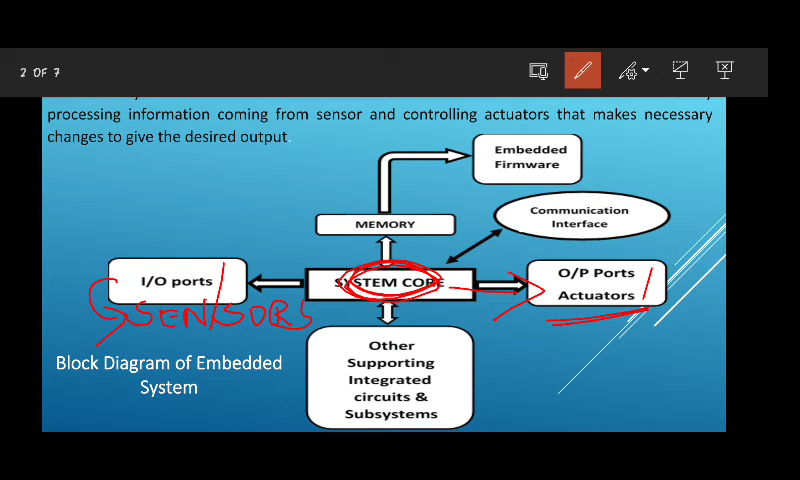 2 OF 7
processing information coming from sensor and controlling actuators that makes necessary
changes to give the desired output.
Embedded
Firmware
MEMORY
Communication
Interface
I/O ports
SYSTEM CORE
O/P Ports
Actuators
SENSORS
Block Diagram of Embedded
System
Other
Supporting
Integrated
circuits &
Subsystems